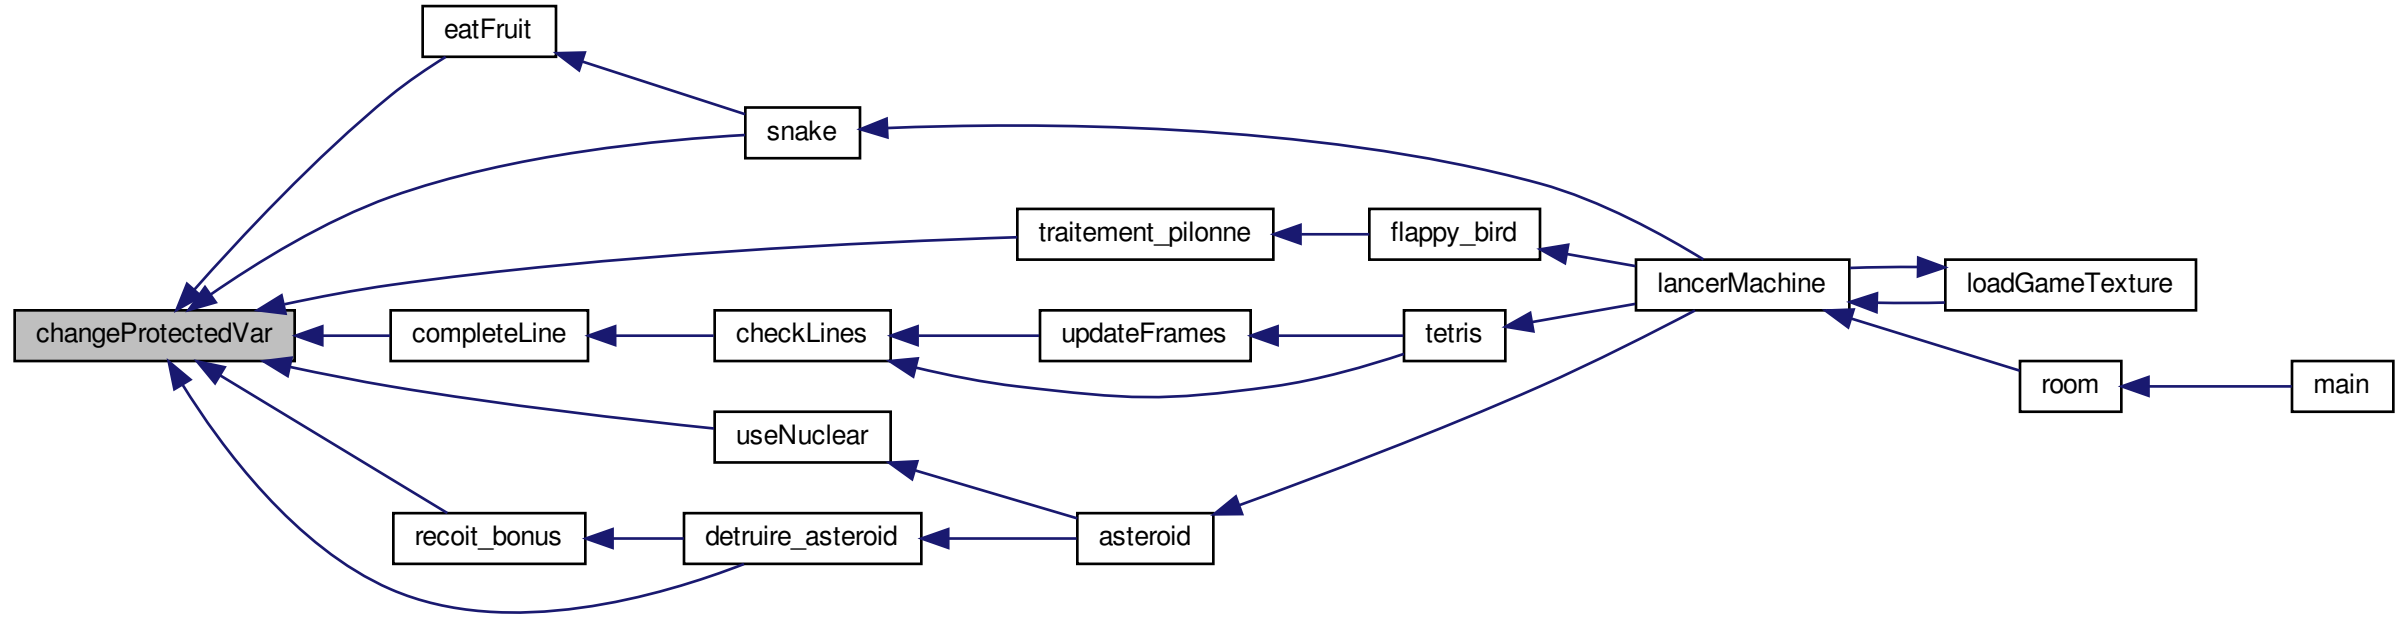 eatFruit
snake
traitement_pilonne
flappy_bird
lancerMachine
loadGameTexture
changeProtectedVar
completeLine
checkLines
updateFrames
tetris
room
main
useNuclear
recoit_bonus
detruire_asteroid
asteroid